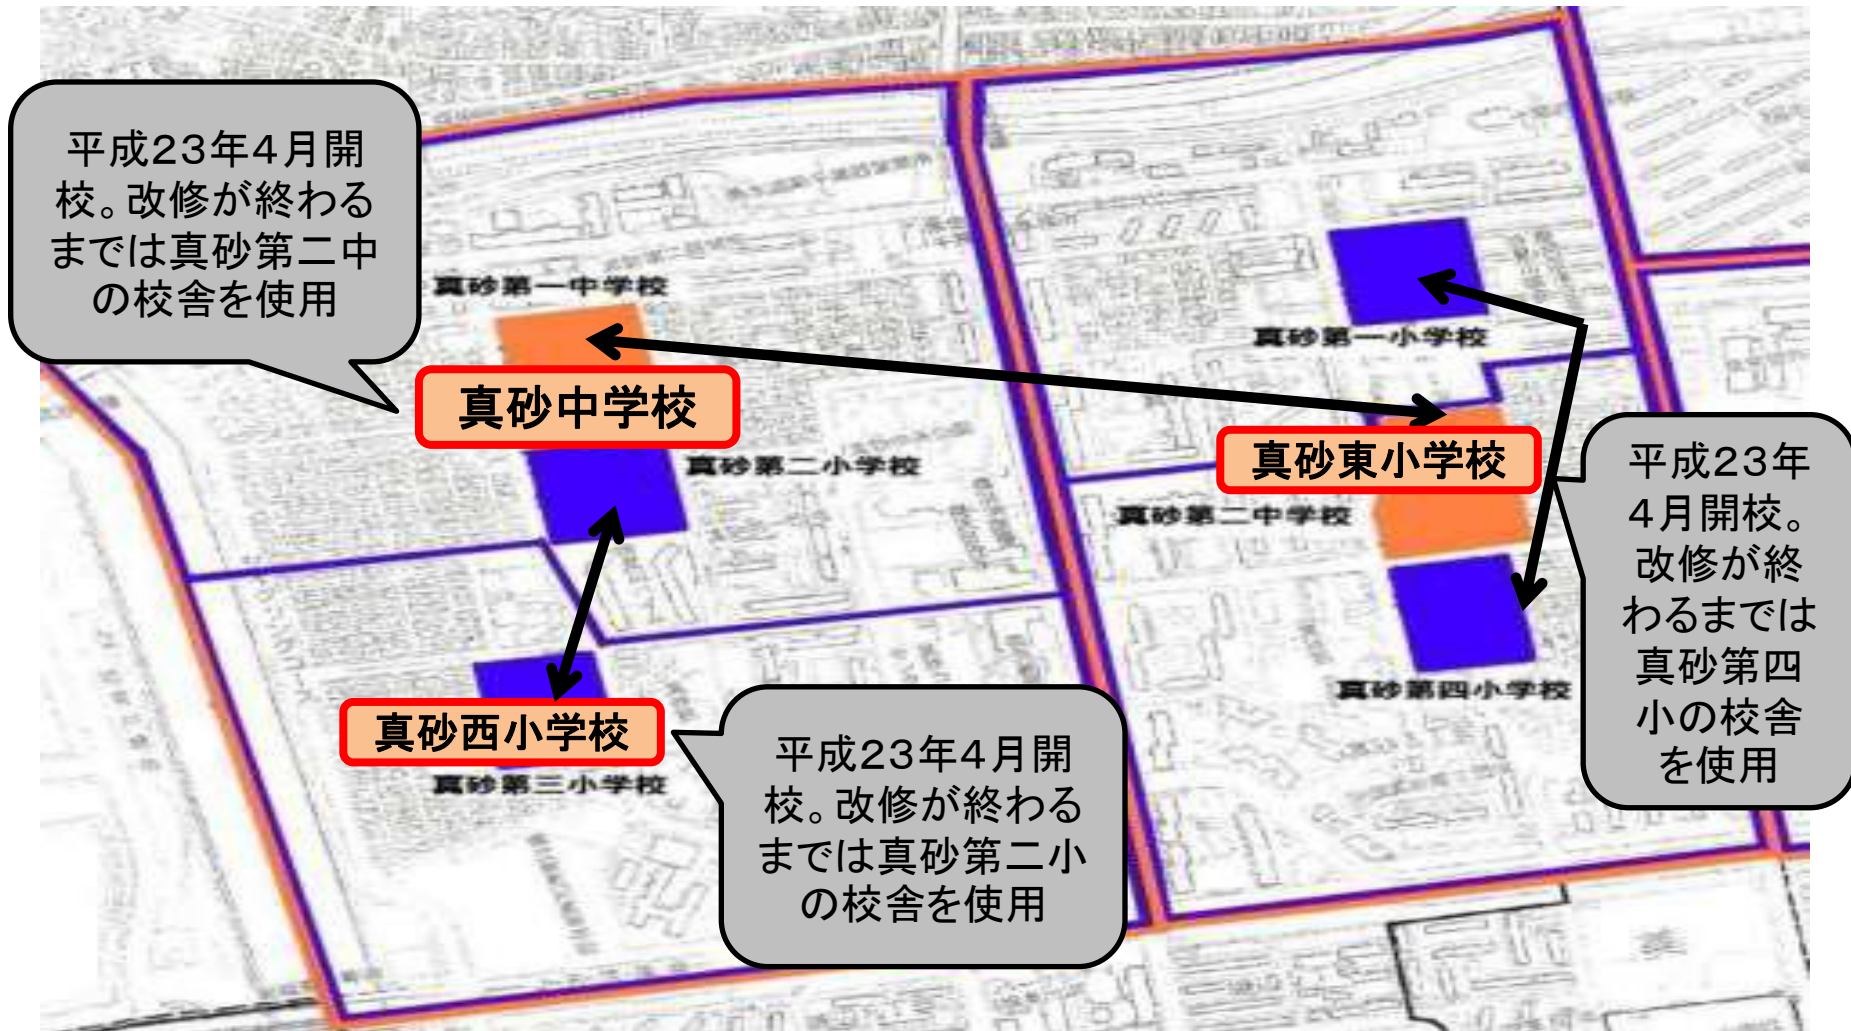 平成23年4月開
校。改修が終わる
までは真砂第二中
の校舎を使用
真砂第一中学校
真砂中学校
真砂第二小学校
真砂第一小学校
真砂東小学校
真砂第二中学校
平成23年
4月開校。
改修が終
わるまでは
真砂第四
小の校舎
を使用
真砂第四小学校
真砂西小学校
真砂第三小学校
平成23年4月開
校。改修が終わる
までは真砂第二小
の校舎を使用